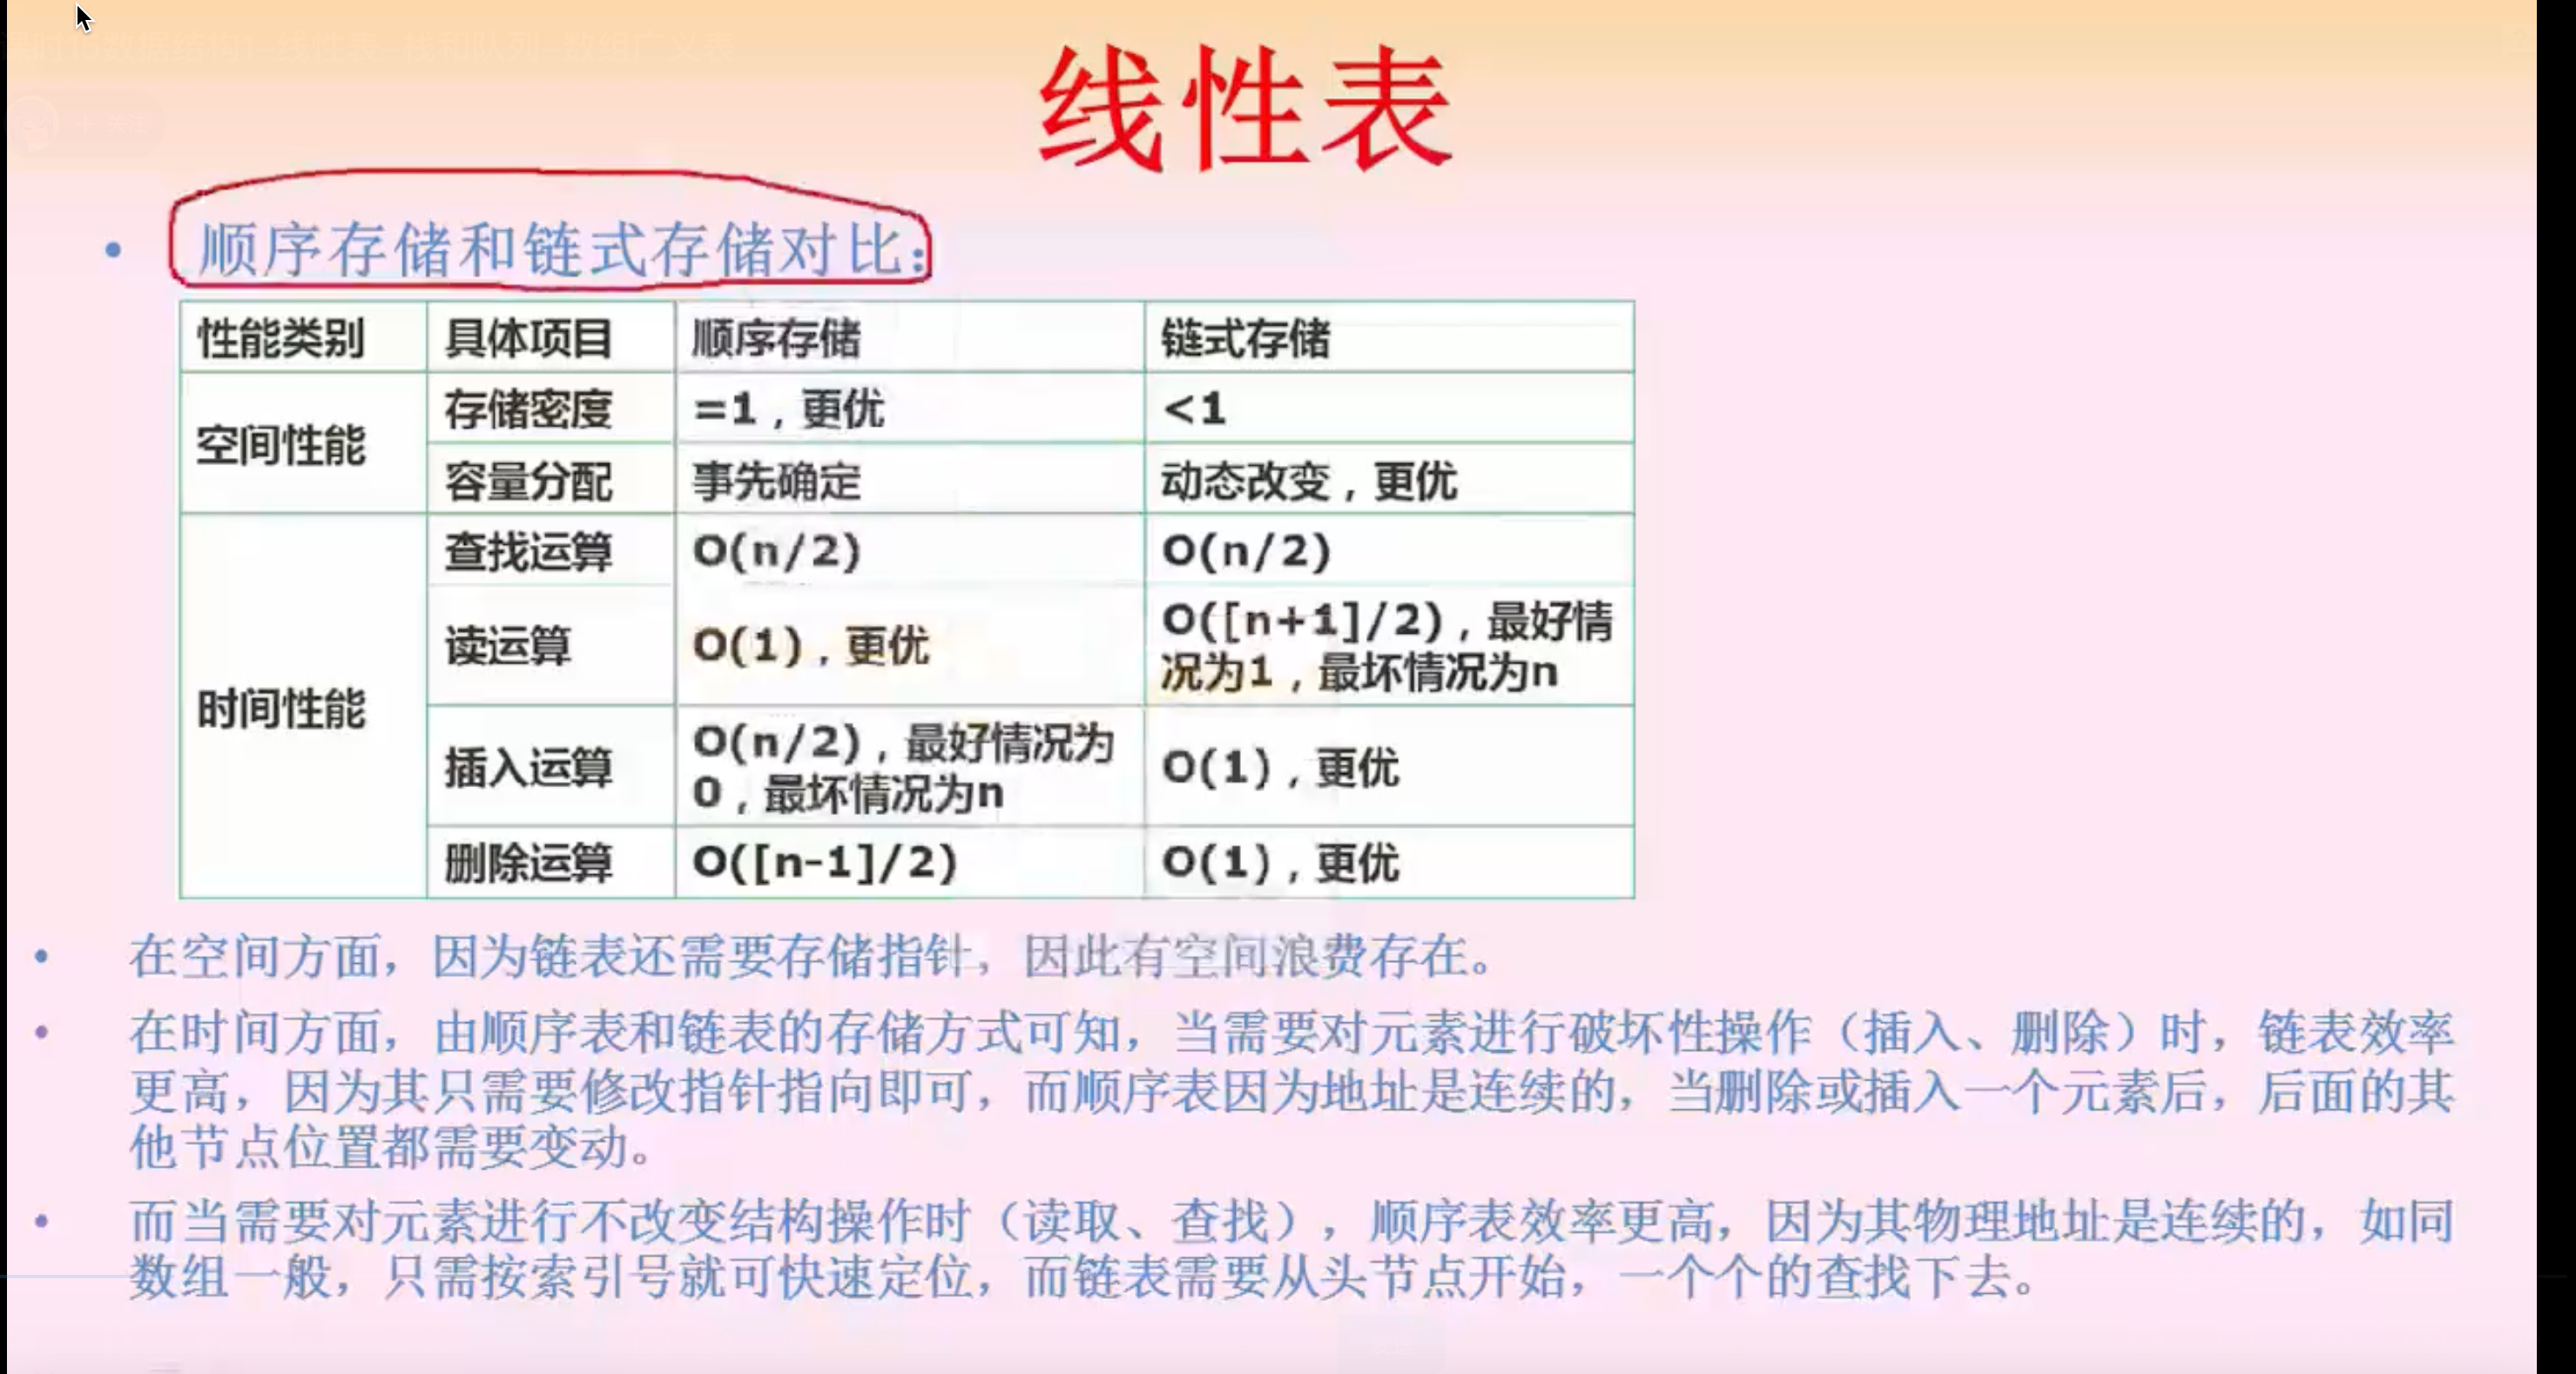 线性表
• 顺序存储和链式存储对比：
性能类别 具体项目 顺序存储 链式存储
空间性能 存储密度 =1，更优 <1
容量分配 事先确定 动态改变，更优
时间性能 查找运算 O(n/2) O(n/2)
读运算 O(1)，更优 O([n+1]/2)，最好情
况为1，最坏情况为n
插入运算 O(n/2)，最好情况为
0，最坏情况为n O(1)，更优
删除运算 O([n-1]/2) O(1)，更优
• 在空间方面，因为链表还需要存储指针，因此有空间浪费存在。
• 在时间方面，由顺序表和链表的存储方式可知，当需要对元素进行破坏性操作（插入、删除）时，链表效率
更高，因为其只需要修改指针指向即可，而顺序表因为地址是连续的，当删除或插入一个元素后，后面的其
他节点位置都需要变动。
• 而当需要对元素进行不改变结构操作时（读取、查找），顺序表效率更高，因为其物理地址是连续的，如同
数组一般，只需按索引号就可快速定位，而链表需要从头节点开始，一个个的查找下去。